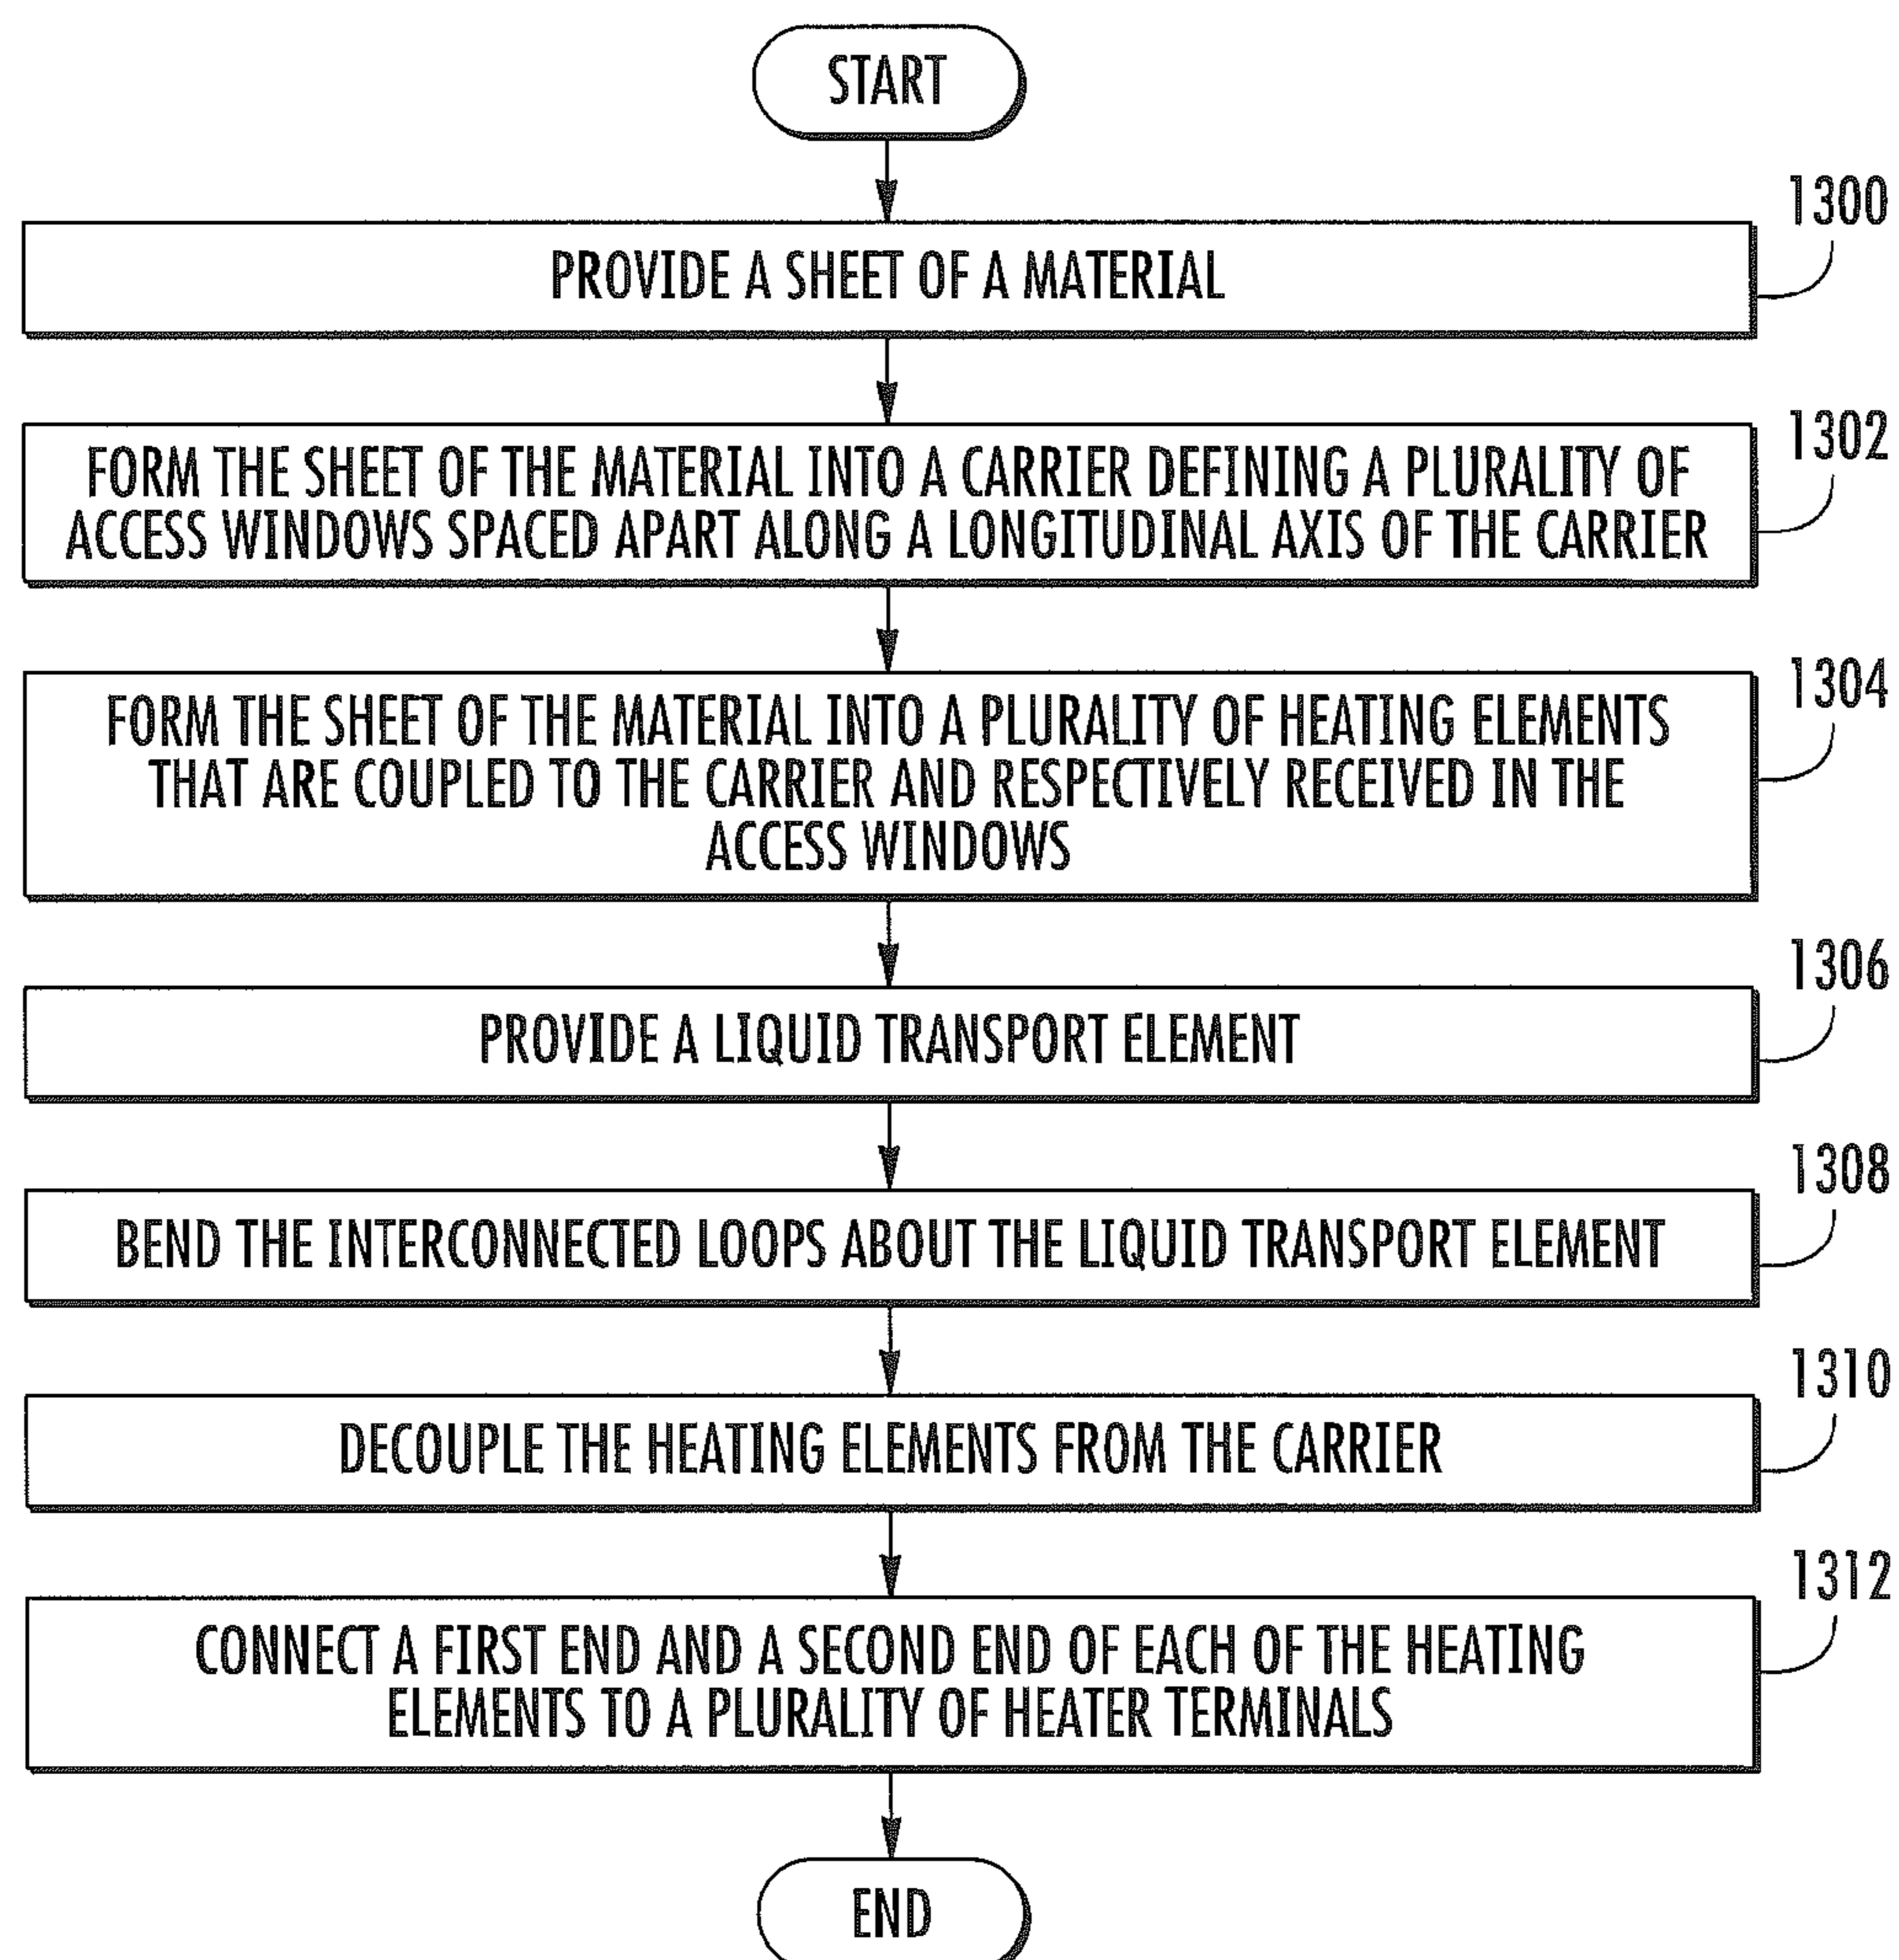 START
1300
PROVIDE A SHEET OF A MATERIAL
1302
FORM THE SHEET OF THE MATERIAL INTO A CARRIER DEFINING A PLURALITY OF
ACCESS WINDOWS SPACED APART ALONG A LONGITUDINAL AXIS OF THE CARRIER
1304
FORM THE SHEET OF THE MATERIAL INTO A PLURALITY OF HEATING ELEMENTS
THAT ARE COUPLED TO THE CARRIER AND RESPECTIVELY RECEIVED IN THE
ACCESS WINDOWS
1306
PROVIDE A LIQUID TRANSPORT ELEMENT
1308
BEND THE INTERCONNECTED LOOPS ABOUT THE LIQUID TRANSPORT ELEMENT
1310
DECOUPLE THE HEATING ELEMENTS FROM THE CARRIER
1312
CONNECT A FIRST END AND A SECOND END OF EACH OF THE HEATING
ELEMENTS TO A PLURALITY OF HEATER TERMINALS
END